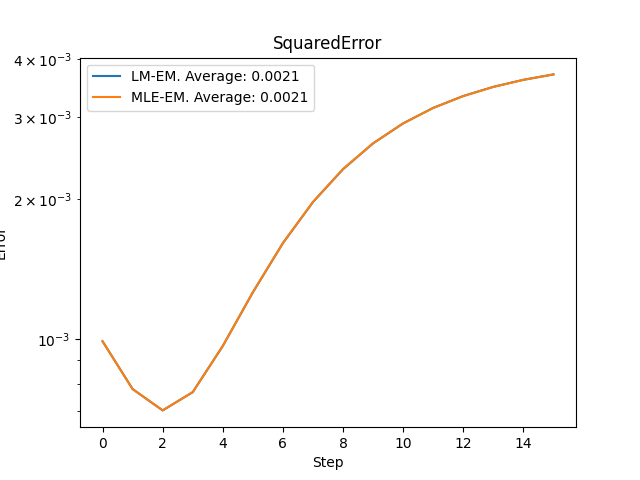 SquaredError
LM-EM. Average: 0.0021
MLE-EM. Average: 0.0021
4 × 10⁻³
3 × 10⁻³
2 × 10⁻³
10⁻³
Error
0 2 4 6 8 10 12 14
Step